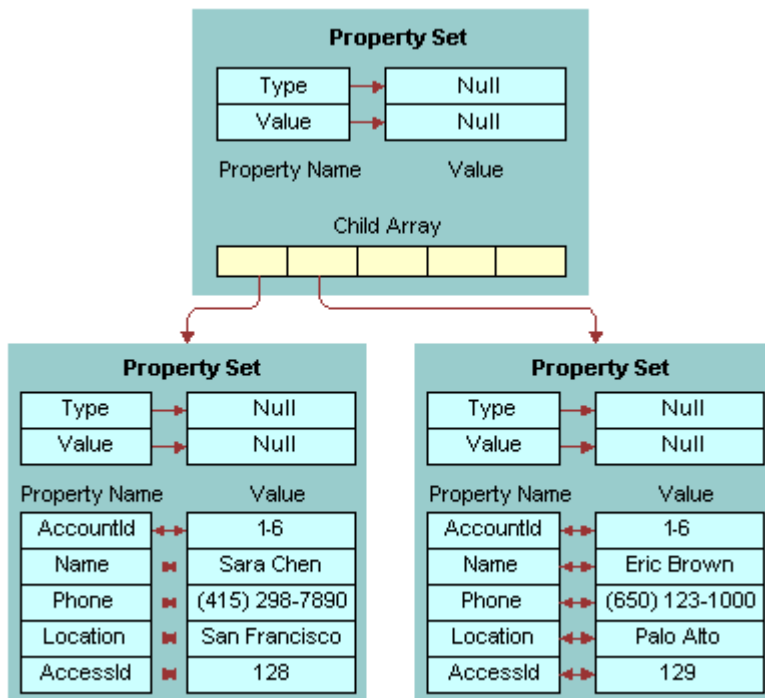 Property Set
Type Null
Value Null
Property Name Value
Child Array
Property Set
Type Null
Value Null
Property Name Value
AccountId 1-6
Name Sara Chen
Phone (415) 298-7890
Location San Francisco
AccessId 128
Property Set
Type Null
Value Null
Property Name Value
AccountId 1-6
Name Eric Brown
Phone (650) 123-1000
Location Palo Alto
AccessId 129